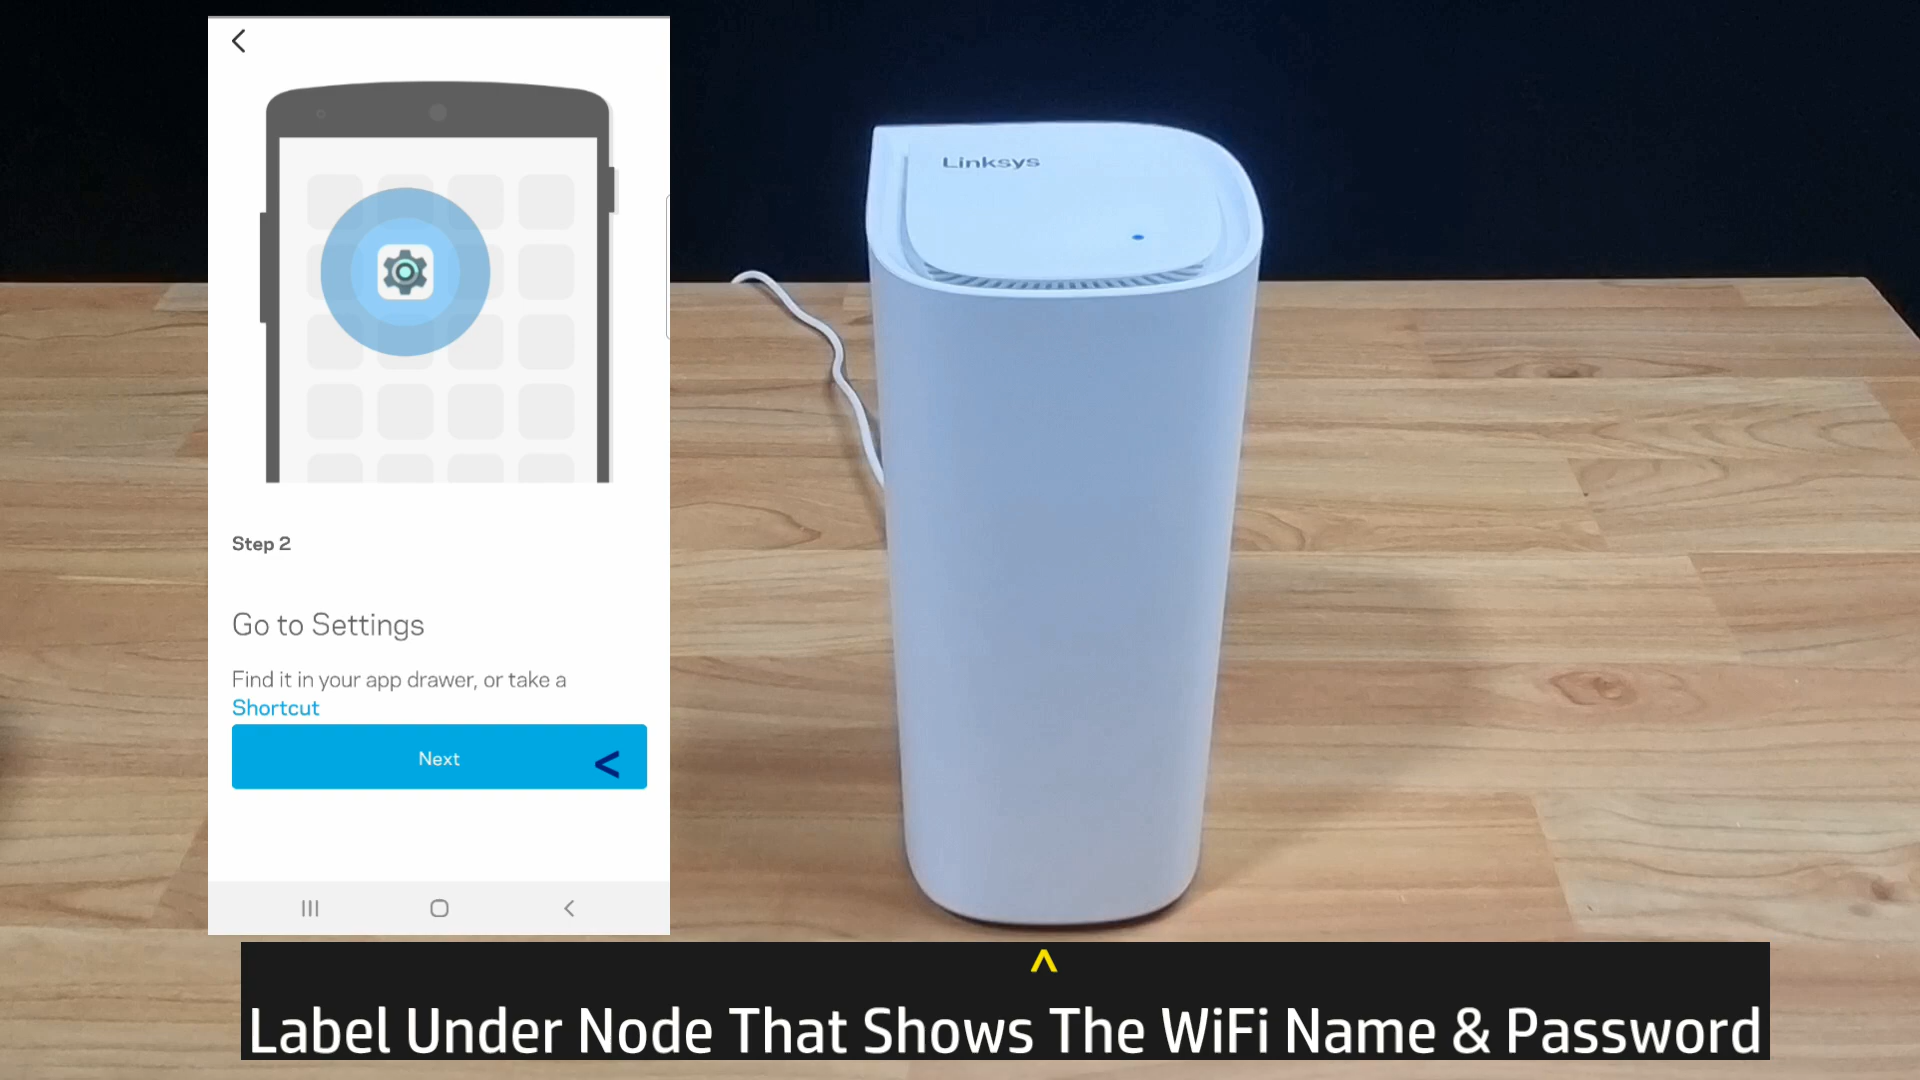 Linksys
Step 2
Go to Settings
Find it in your app drawer, or take a
Shortcut
Next <
^
Label Under Node That Shows The WiFi Name & Password